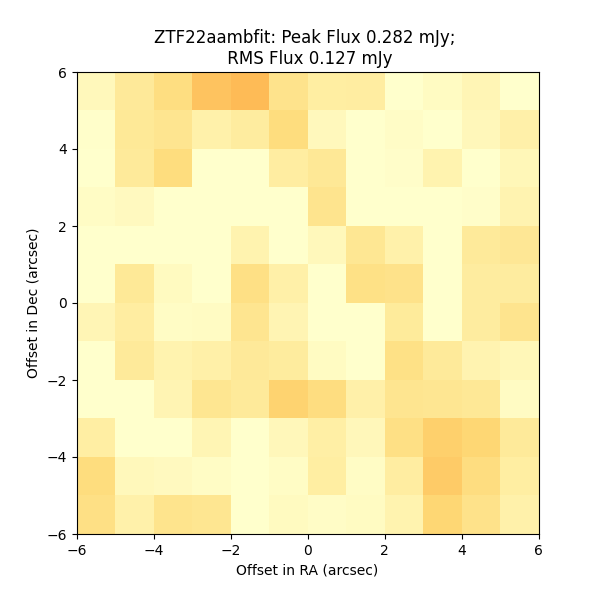 ZTF22aambfit: Peak Flux 0.282 mJy;
RMS Flux 0.127 mJy
6
4
2
0
−2
−4
−6
Offset in Dec (arcsec)
−6 −4 −2 0 2 4 6
Offset in RA (arcsec)